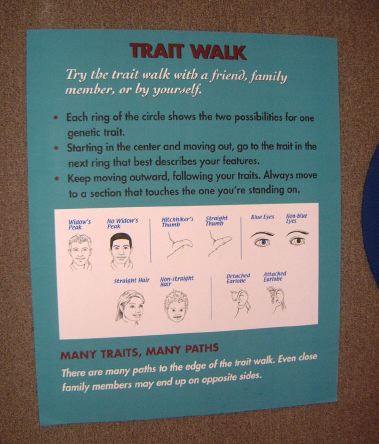 TRAIT WALK
Try the trait walk with a friend, family
member, or by yourself.
• Each ring of the circle shows the two possibilities for one
genetic trait.
• Starting in the center and moving out, go to the trait in the
next ring that best describes your features.
• Keep moving outward, following your traits. Always move
to a section that touches the one you're standing on.
Widow's
Peak
No Widow's
Peak
Hitchhiker's
Thumb
Straight
Thumb
Blue Eyes
Non-blue
Eyes
Straight Hair
Non-straight
Hair
Detached
Earlobe
Attached
Earlobe
MANY TRAITS, MANY PATHS
There are many paths to the edge of the trait walk. Even close
family members may end up on opposite sides.